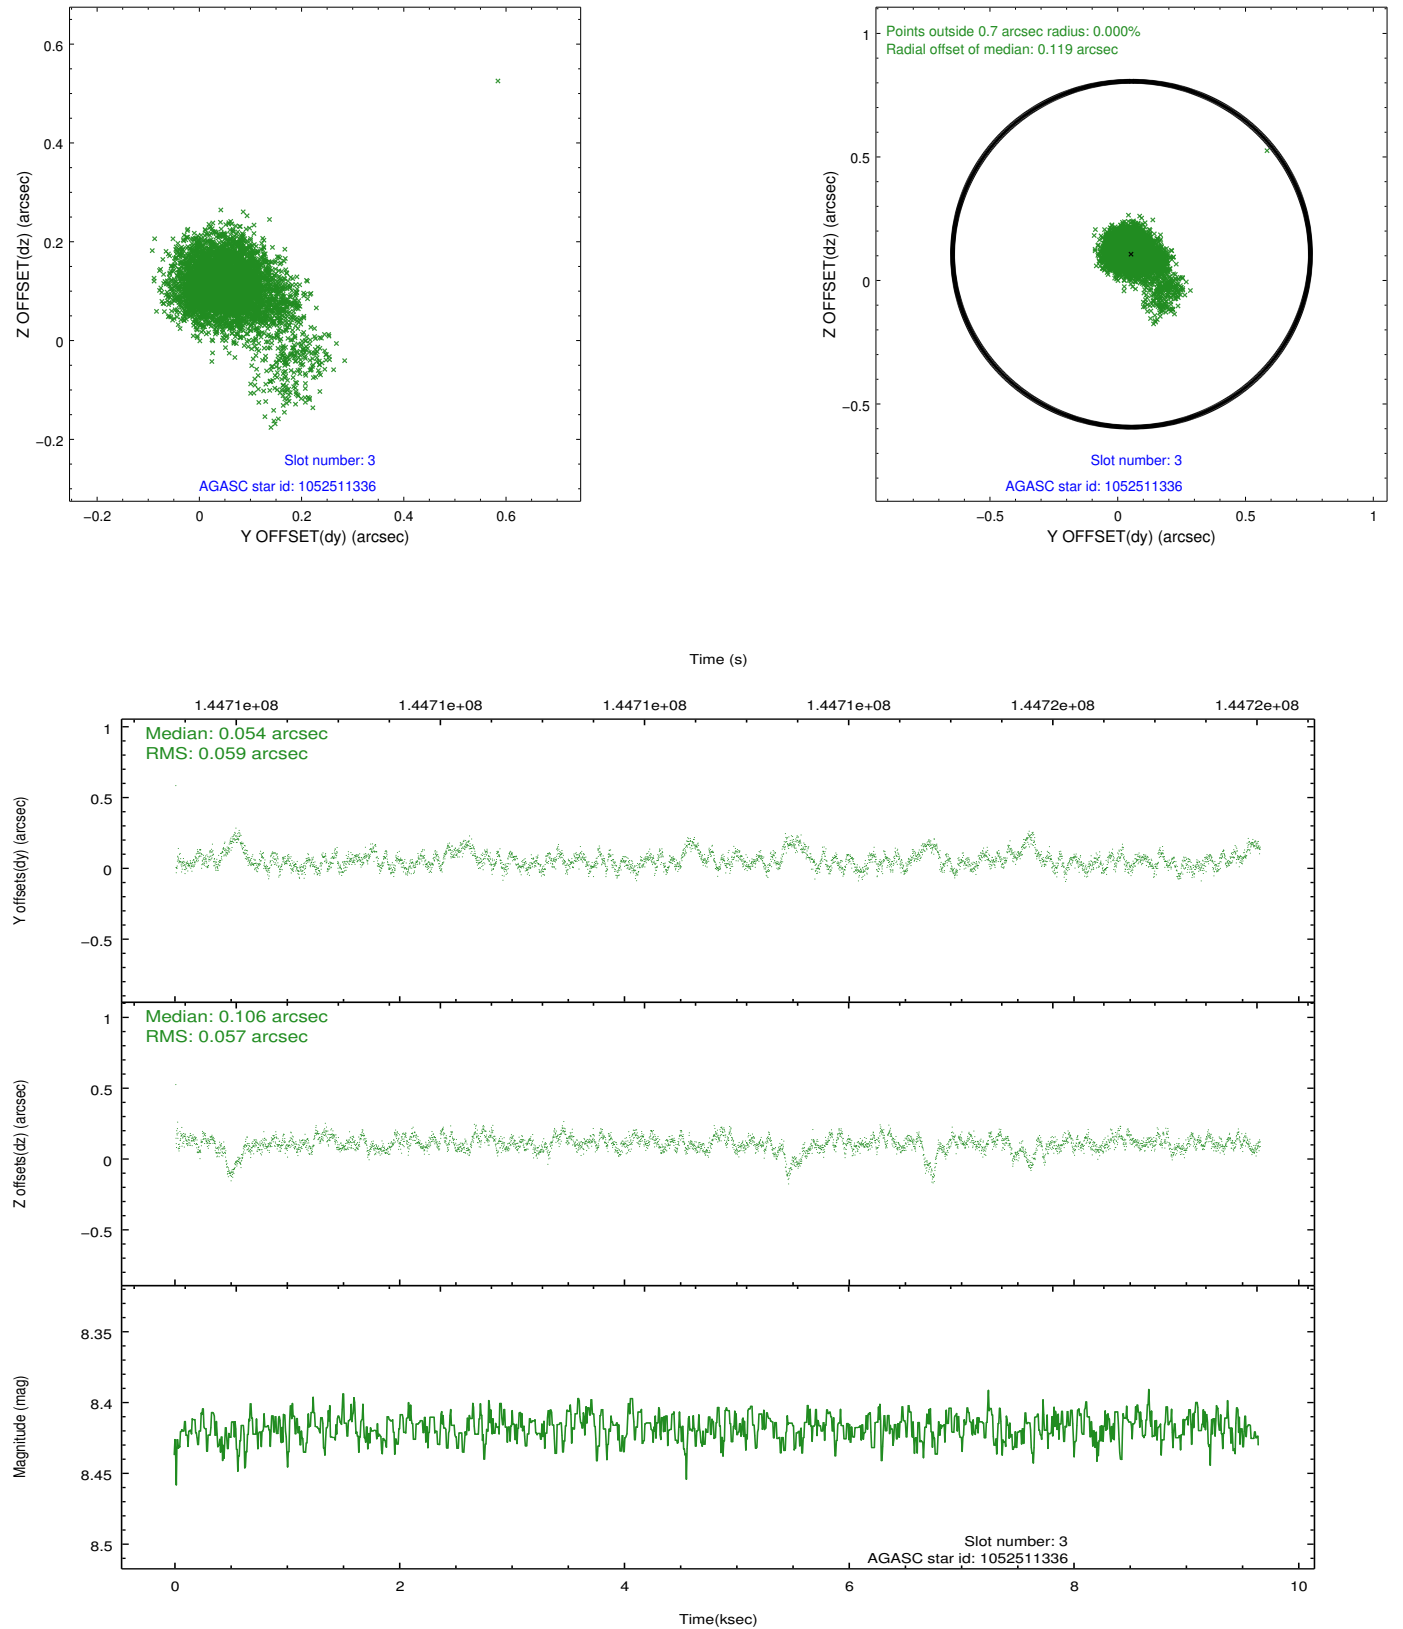 0.6
0.4
0.2
0
−0.2
Z OFFSET(dz) (arcsec)
Slot number: 3
AGASC star id: 1052511336
−0.2 0 0.2 0.4 0.6
Y OFFSET(dy) (arcsec)
Points outside 0.7 arcsec radius: 0.000%
Radial offset of median: 0.119 arcsec
1
0.5
0
−0.5
Z OFFSET(dz) (arcsec)
Slot number: 3
AGASC star id: 1052511336
−0.5 0 0.5 1
Y OFFSET(dy) (arcsec)
Time (s)
1.4471e+08 1.4471e+08 1.4471e+08 1.4471e+08 1.4472e+08 1.4472e+08
Median: 0.054 arcsec
RMS: 0.059 arcsec
1
0.5
0
−0.5
Y offsets(dy) (arcsec)
Median: 0.106 arcsec
RMS: 0.057 arcsec
1
0.5
0
−0.5
Z offsets(dz) (arcsec)
8.35
8.4
8.45
8.5
Magnitude (mag)
Slot number: 3
AGASC star id: 1052511336
0 2 4 6 8 10
Time(ksec)